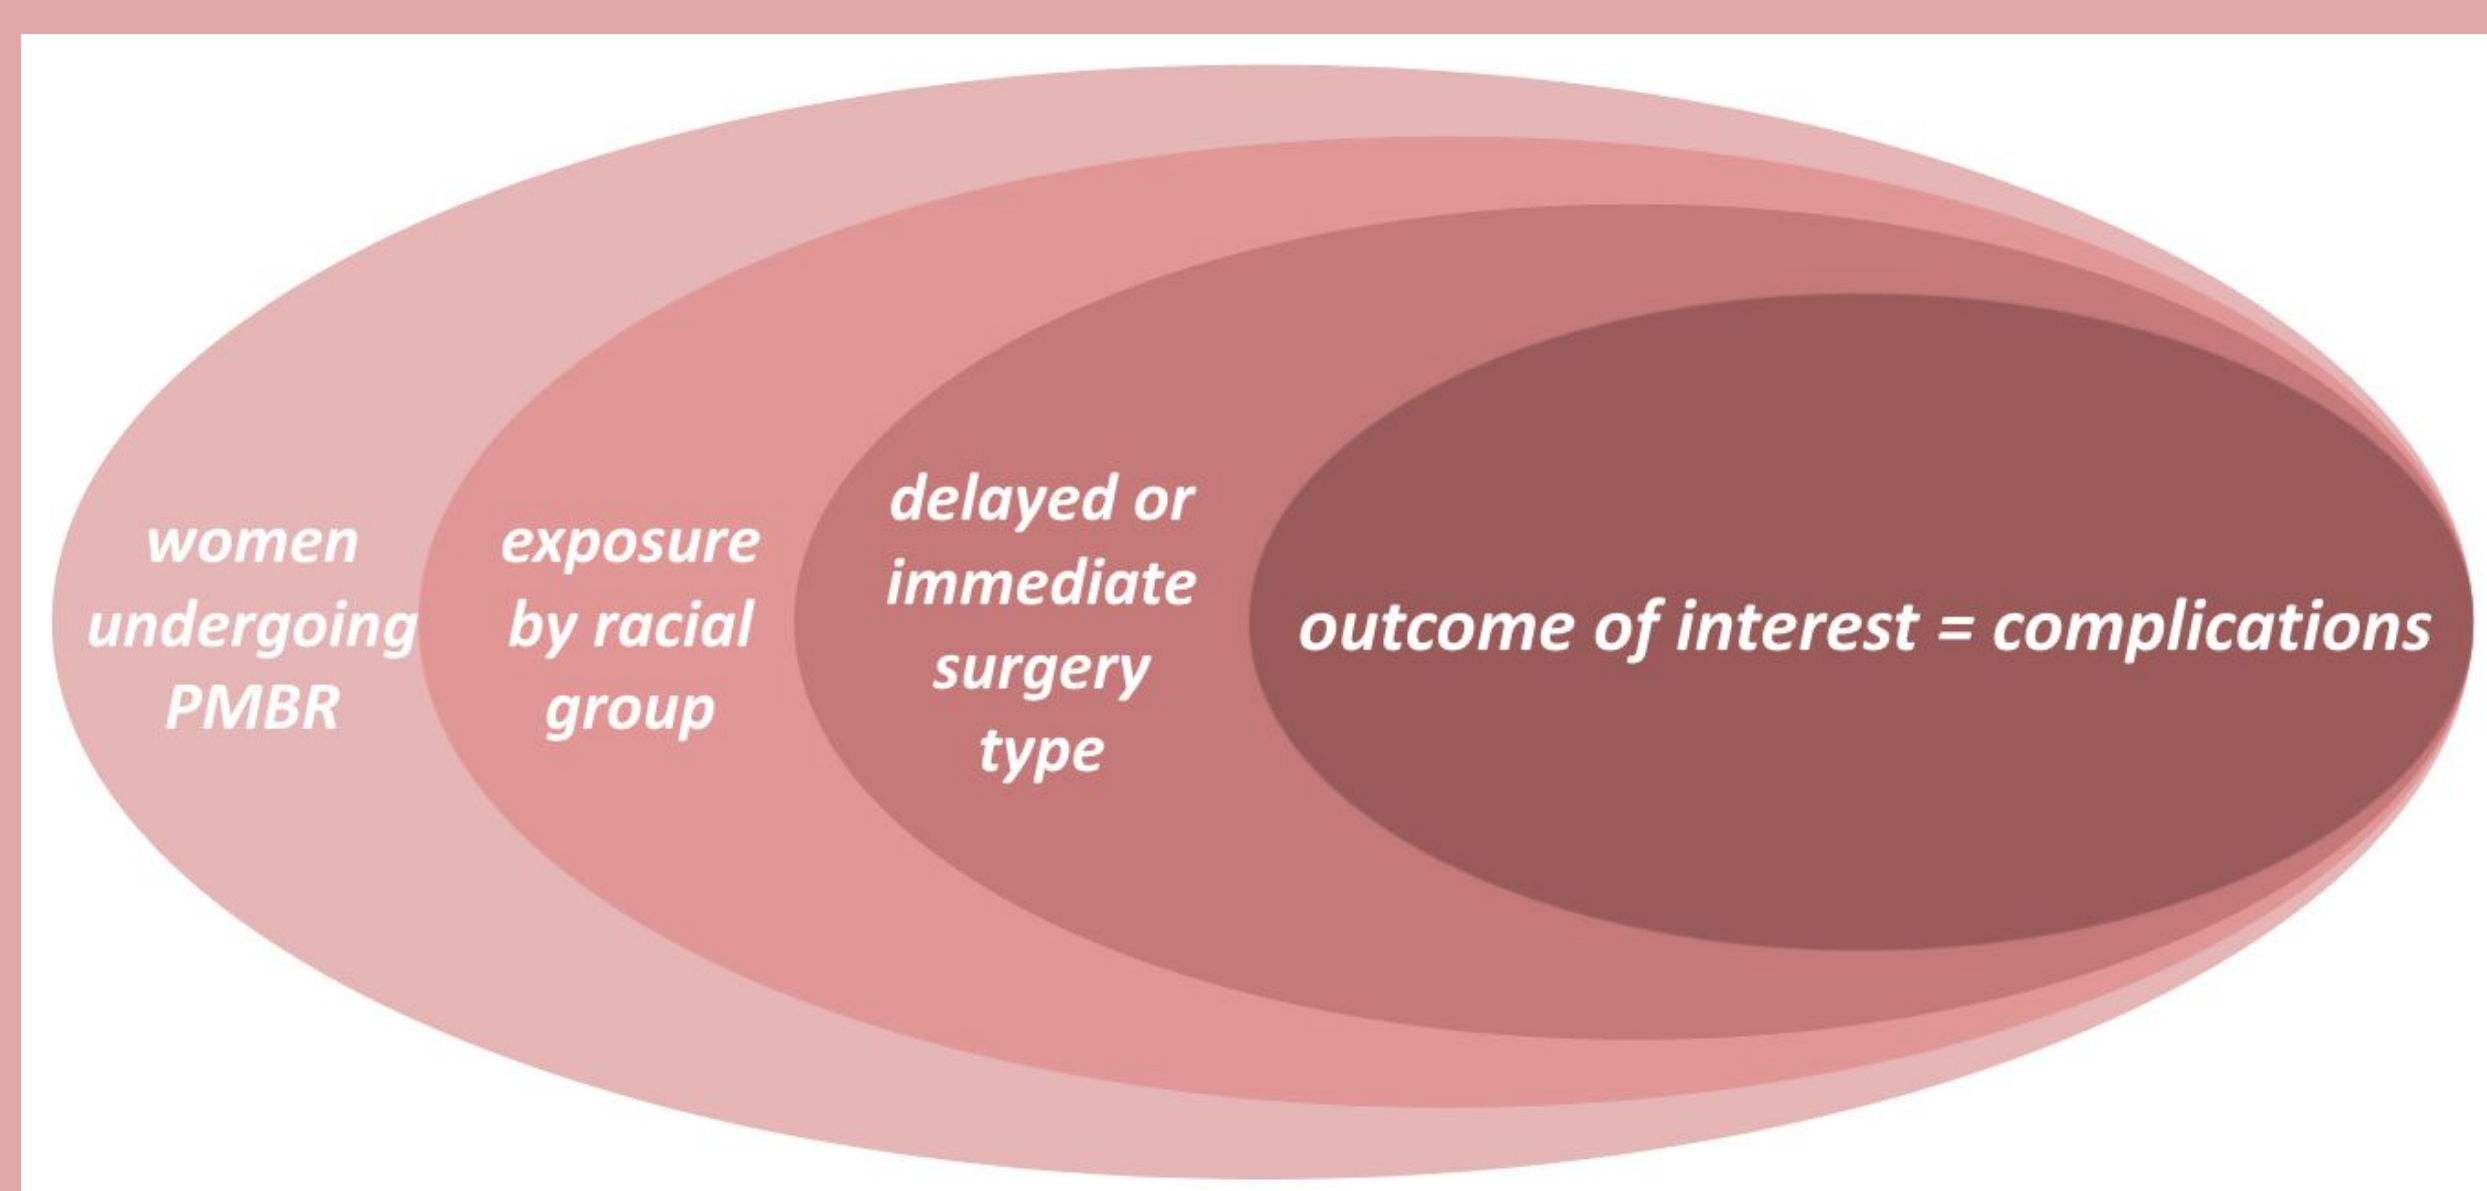 women
undergoing
PMBR
exposure
by racial
group
delayed or
immediate
surgery
type
outcome of interest = complications